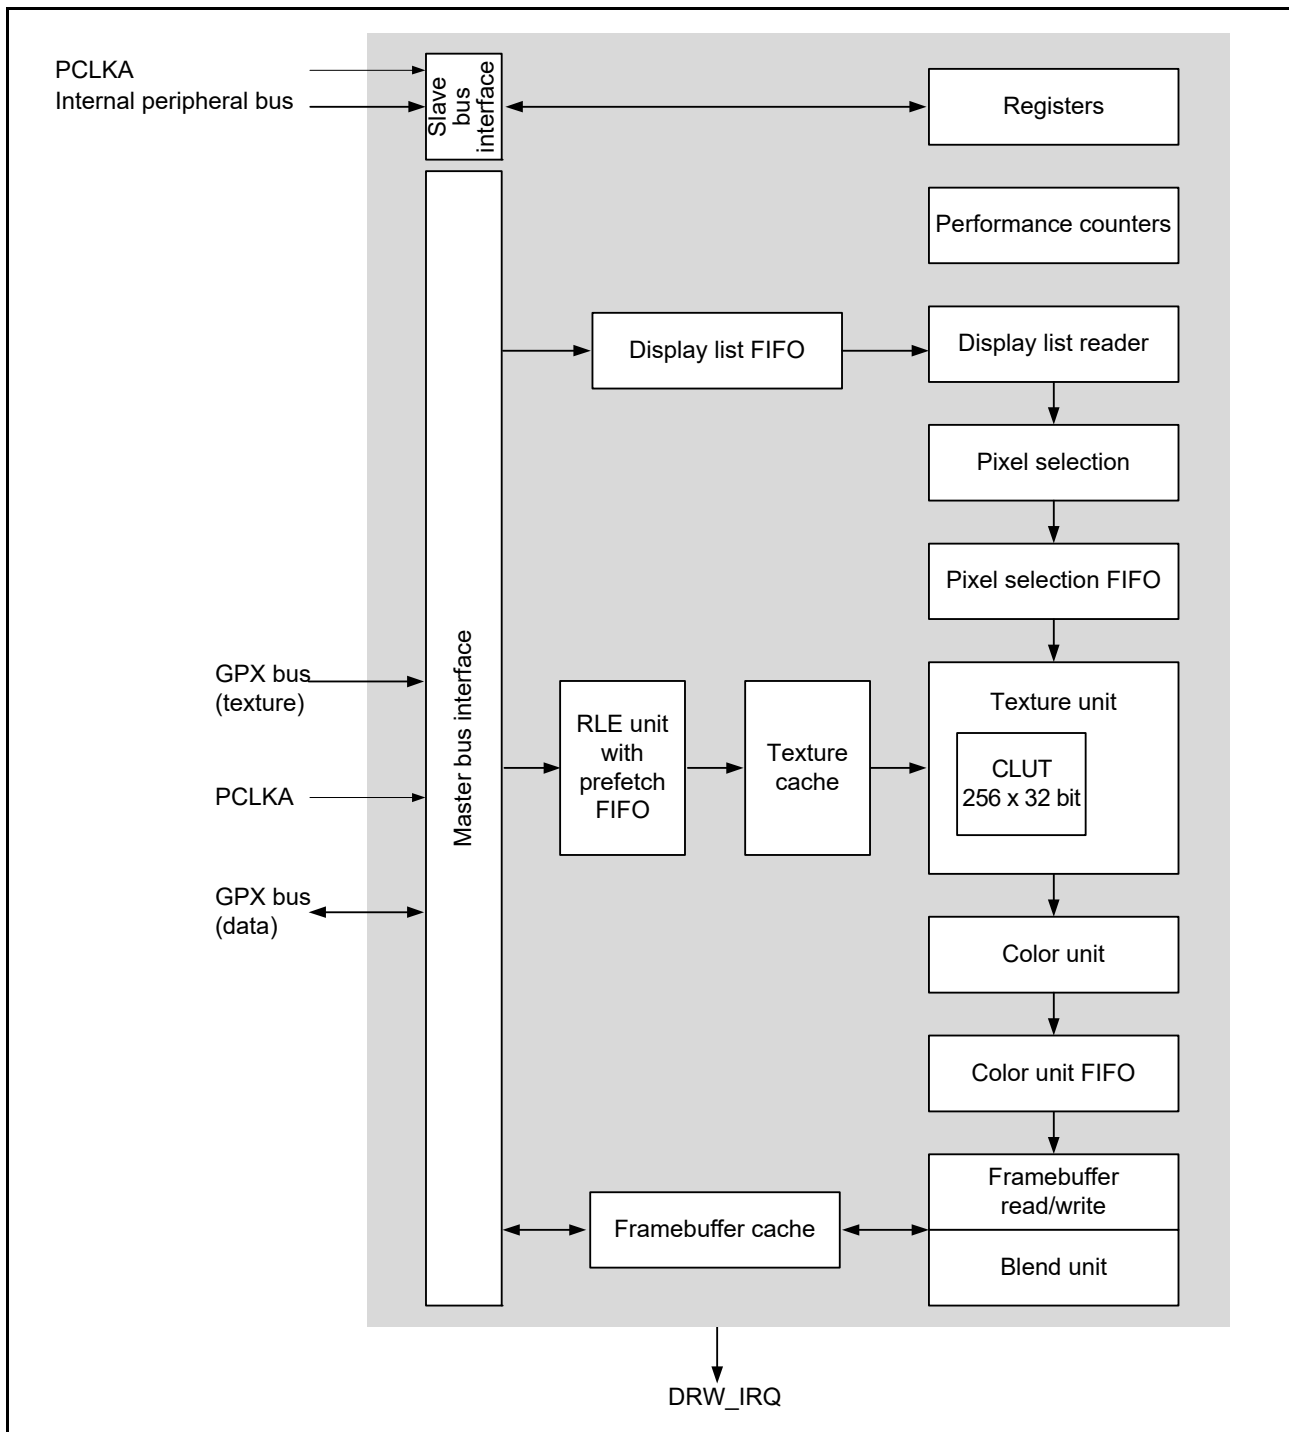 PCLKA
Internal peripheral bus
Slave
bus
interface
Registers
Performance counters
Display list FIFO
Display list reader
Pixel selection
Pixel selection FIFO
GPX bus
(texture)
PCLKA
GPX bus
(data)
Master bus interface
RLE unit
with
prefetch
FIFO
Texture
cache
Texture unit
CLUT
256 x 32 bit
Color unit
Color unit FIFO
Framebuffer cache
Framebuffer
read/write
Blend unit
DRW_IRQ